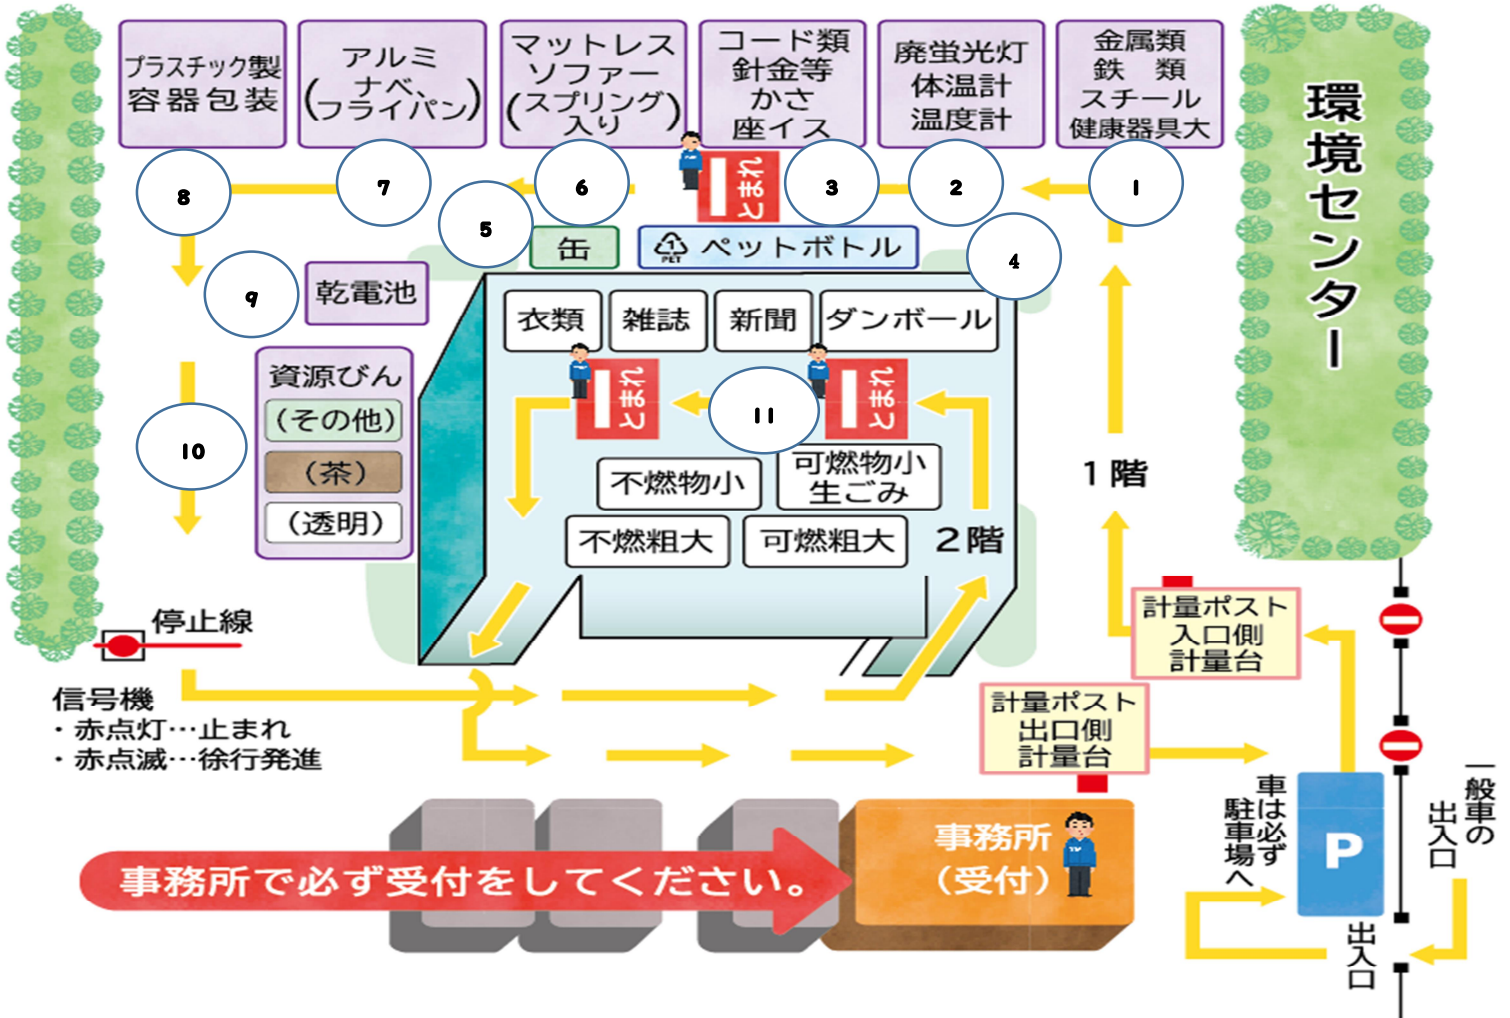 プラスチック製
容器包装
アルミ
(ナベ、
フライパン)
マットレス
ソファー
(スプリング)
入り
コード類
針金等
かさ
座イス
廃蛍光灯
体温計
温度計
金属類
鉄　類
スチール
健康器具大
環境センター
8
7
6
とまれ
3
2
1
5
缶
PET
1
ペットボトル
4
9
乾電池
衣類
雑誌
新聞
ダンボール
とまれ
11
とまれ
資源びん
(その他)
(茶)
(透明)
10
不燃物小
可燃物小
生ごみ
不燃粗大
可燃粗大
2階
1階
停止線
信号機
・赤点灯…止まれ
・赤点滅…徐行発進
計量ポスト
入口側
計量台
計量ポスト
出口側
計量台
車は必ず
駐車場へ
P
一般車の
出入口
出入口
事務所で必ず受付をしてください。
事務所
(受付)